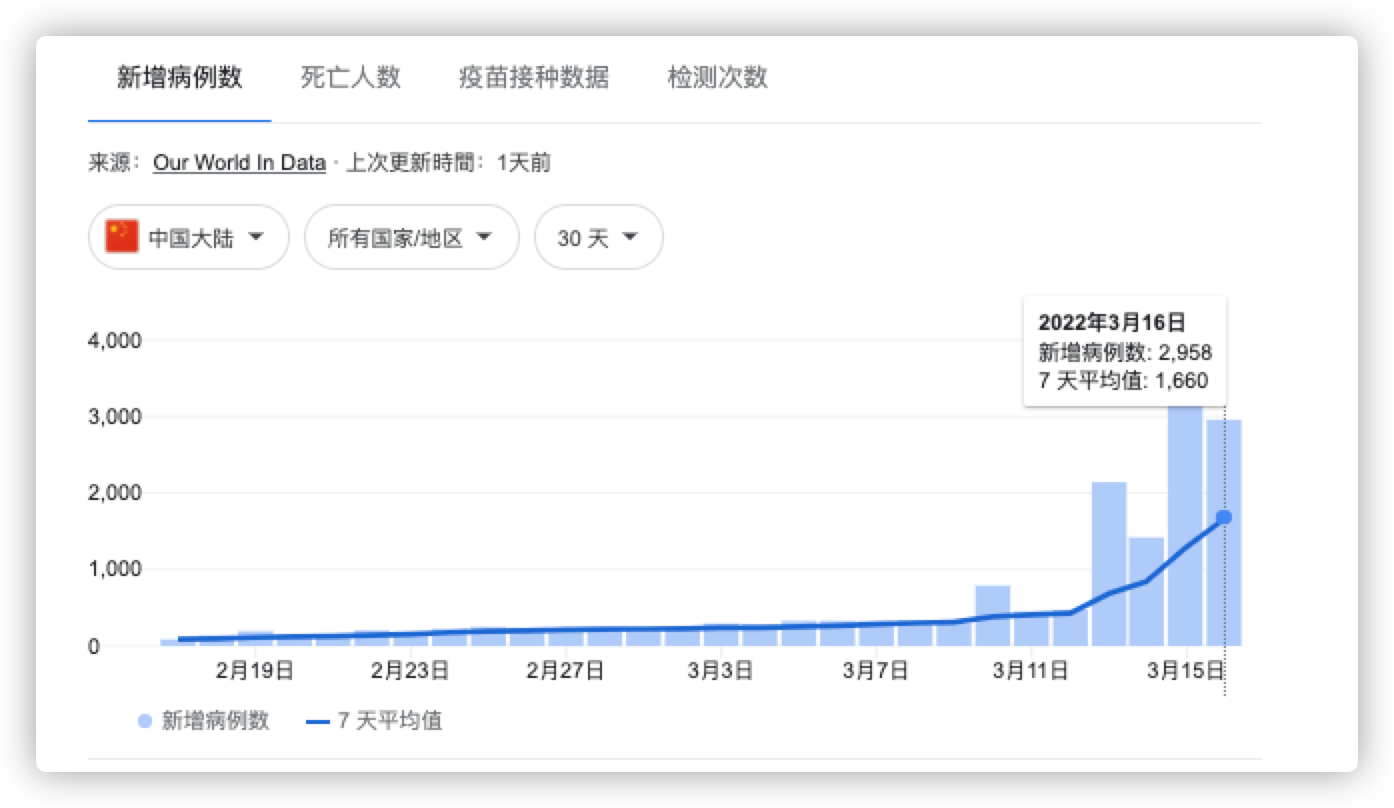 新增病例数 死亡人数 疫苗接种数据 检测次数
来源： Our World In Data · 上次更新時間： 1天前
中国大陆 所有国家/地区 30 天
2022年3月16日
新增病例数: 2,958
7 天平均值: 1,660
4,000
3,000
2,000
1,000
0
2月19日 2月23日 2月27日 3月3日 3月7日 3月11日 3月15日
新增病例数 7 天平均值